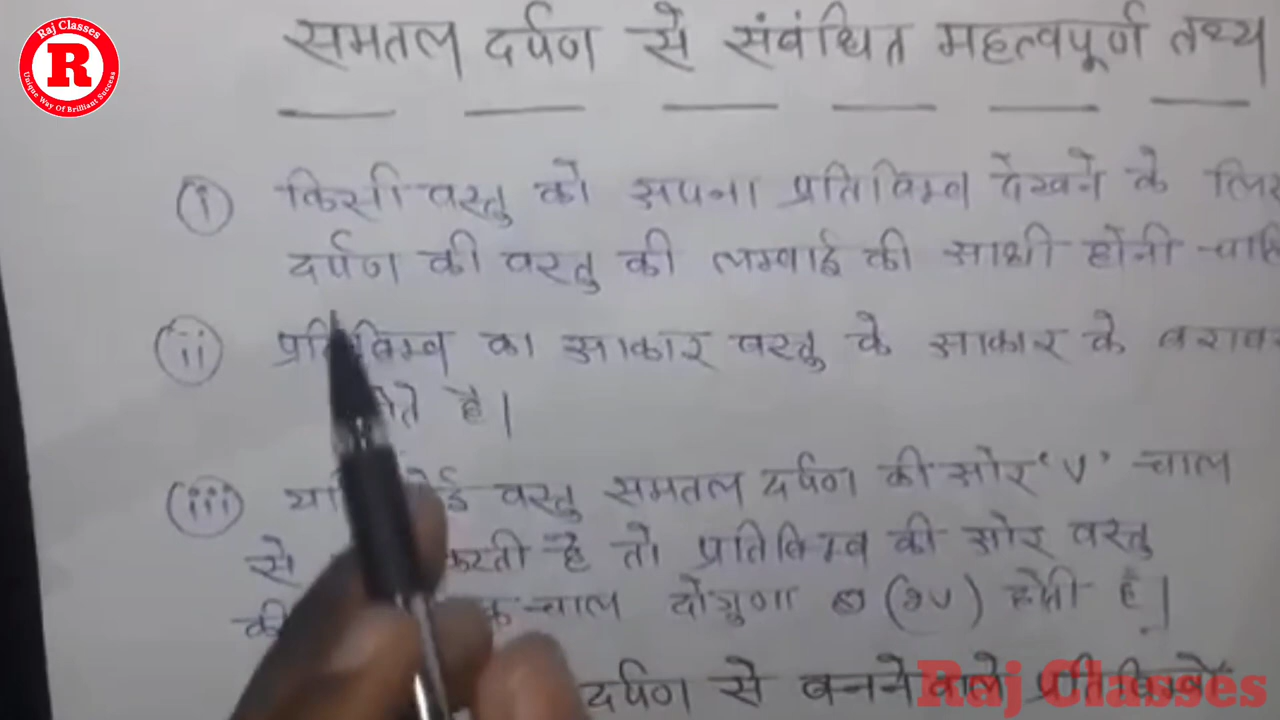 Raj Classes
R
Unique Way Of Brilliant Success
समतल दर्पण से संबंधित महत्वपूर्ण तथ्य
(i) किसी वस्तु को अपना प्रतिबिम्ब देखने के
दर्पण की वस्तु की लम्बाई की आधी होनी
(ii) प्रतिबिम्ब का आकार वस्तु के आकार के
है।
(iii) वस्तु समतल दर्पण की ओर 'v' चाल
से करती है तो प्रतिबिम्ब की ओर वस्तु
की चाल दोगुणा (2v) होती है।
दर्पण से बनने वाले प्रतिबिम्बों
Raj Classes